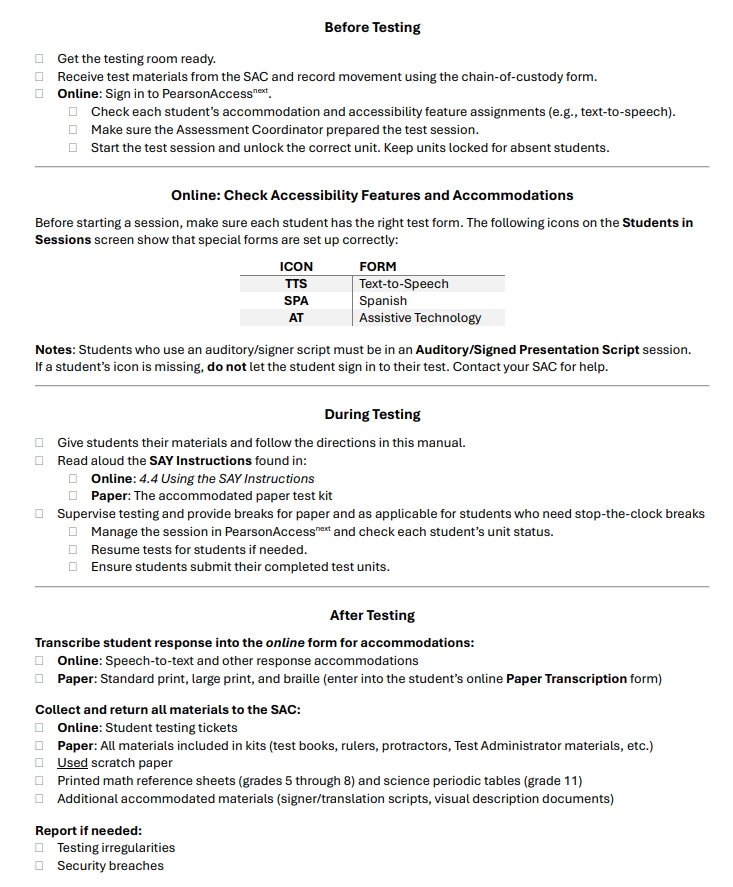 Before Testing
☐ Get the testing room ready.
☐ Receive test materials from the SAC and record movement using the chain-of-custody form.
☐ Online: Sign in to PearsonAccessnext.
☐ Check each student’s accommodation and accessibility feature assignments (e.g., text-to-speech).
☐ Make sure the Assessment Coordinator prepared the test session.
☐ Start the test session and unlock the correct unit. Keep units locked for absent students.
Online: Check Accessibility Features and Accommodations
Before starting a session, make sure each student has the right test form. The following icons on the Students in
Sessions screen show that special forms are set up correctly:
ICON FORM
TTS Text-to-Speech
SPA Spanish
AT Assistive Technology
Notes: Students who use an auditory/signer script must be in an Auditory/Signed Presentation Script session.
If a student’s icon is missing, do not let the student sign in to their test. Contact your SAC for help.
During Testing
☐ Give students their materials and follow the directions in this manual.
☐ Read aloud the SAY Instructions found in:
☐ Online: 4.4 Using the SAY Instructions
☐ Paper: The accommodated paper test kit
☐ Supervise testing and provide breaks for paper and as applicable for students who need stop-the-clock breaks
☐ Manage the session in PearsonAccessnext and check each student’s unit status.
☐ Resume tests for students if needed.
☐ Ensure students submit their completed test units.
After Testing
Transcribe student response into the online form for accommodations:
☐ Online: Speech-to-text and other response accommodations
☐ Paper: Standard print, large print, and braille (enter into the student’s online Paper Transcription form)
Collect and return all materials to the SAC:
☐ Online: Student testing tickets
☐ Paper: All materials included in kits (test books, rulers, protractors, Test Administrator materials, etc.)
☐ Used scratch paper
☐ Printed math reference sheets (grades 5 through 8) and science periodic tables (grade 11)
☐ Additional accommodated materials (signer/translation scripts, visual description documents)
Report if needed:
☐ Testing irregularities
☐ Security breaches